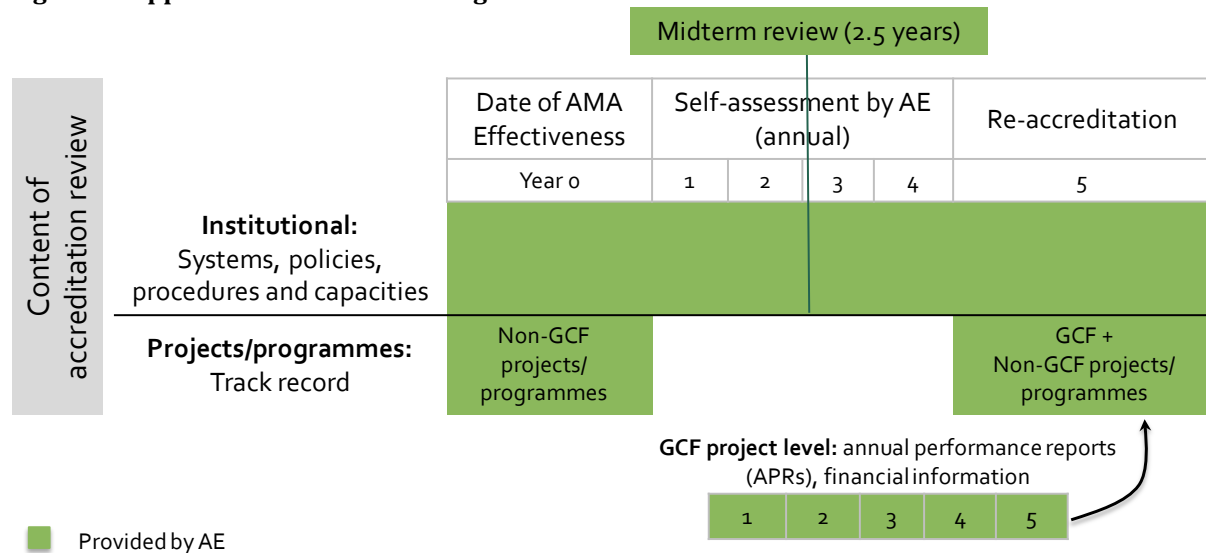 Midterm review (2.5 years)
Content of
accreditation review
Date of AMA
Effectiveness
Self-assessment by AE
(annual)
Re-accreditation
Year 0
1
2
3
4
5
Institutional:
Systems, policies,
procedures and capacities
Projects/programmes:
Track record
Non-GCF
projects/
programmes
GCF +
Non-GCF projects/
programmes
GCF project level: annual performance reports
(APRs), financial information
1
2
3
4
5
Provided by AE